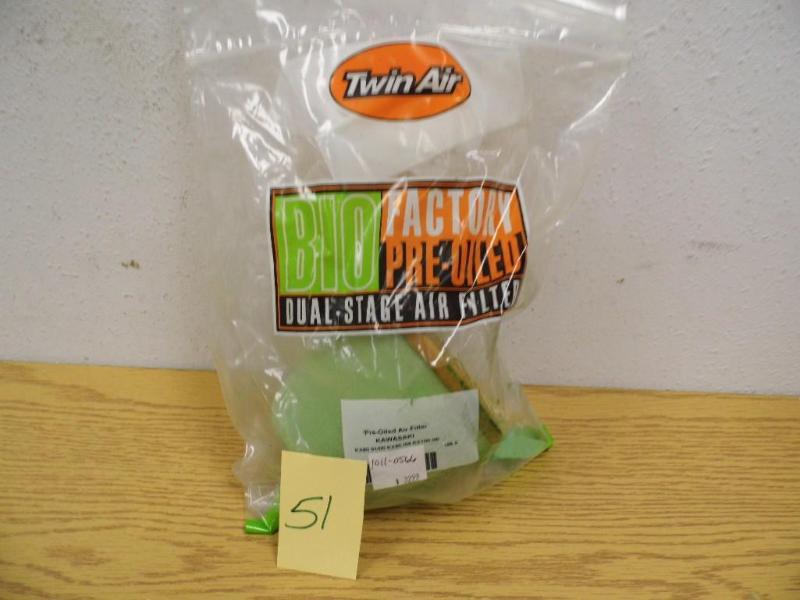 Twin Air
BIO
FACTORY
PRE-OILED
DUAL-STAGE AIR FILTER
Pre-Oiled Air Filter
KAWASAKI
1011-0566
51